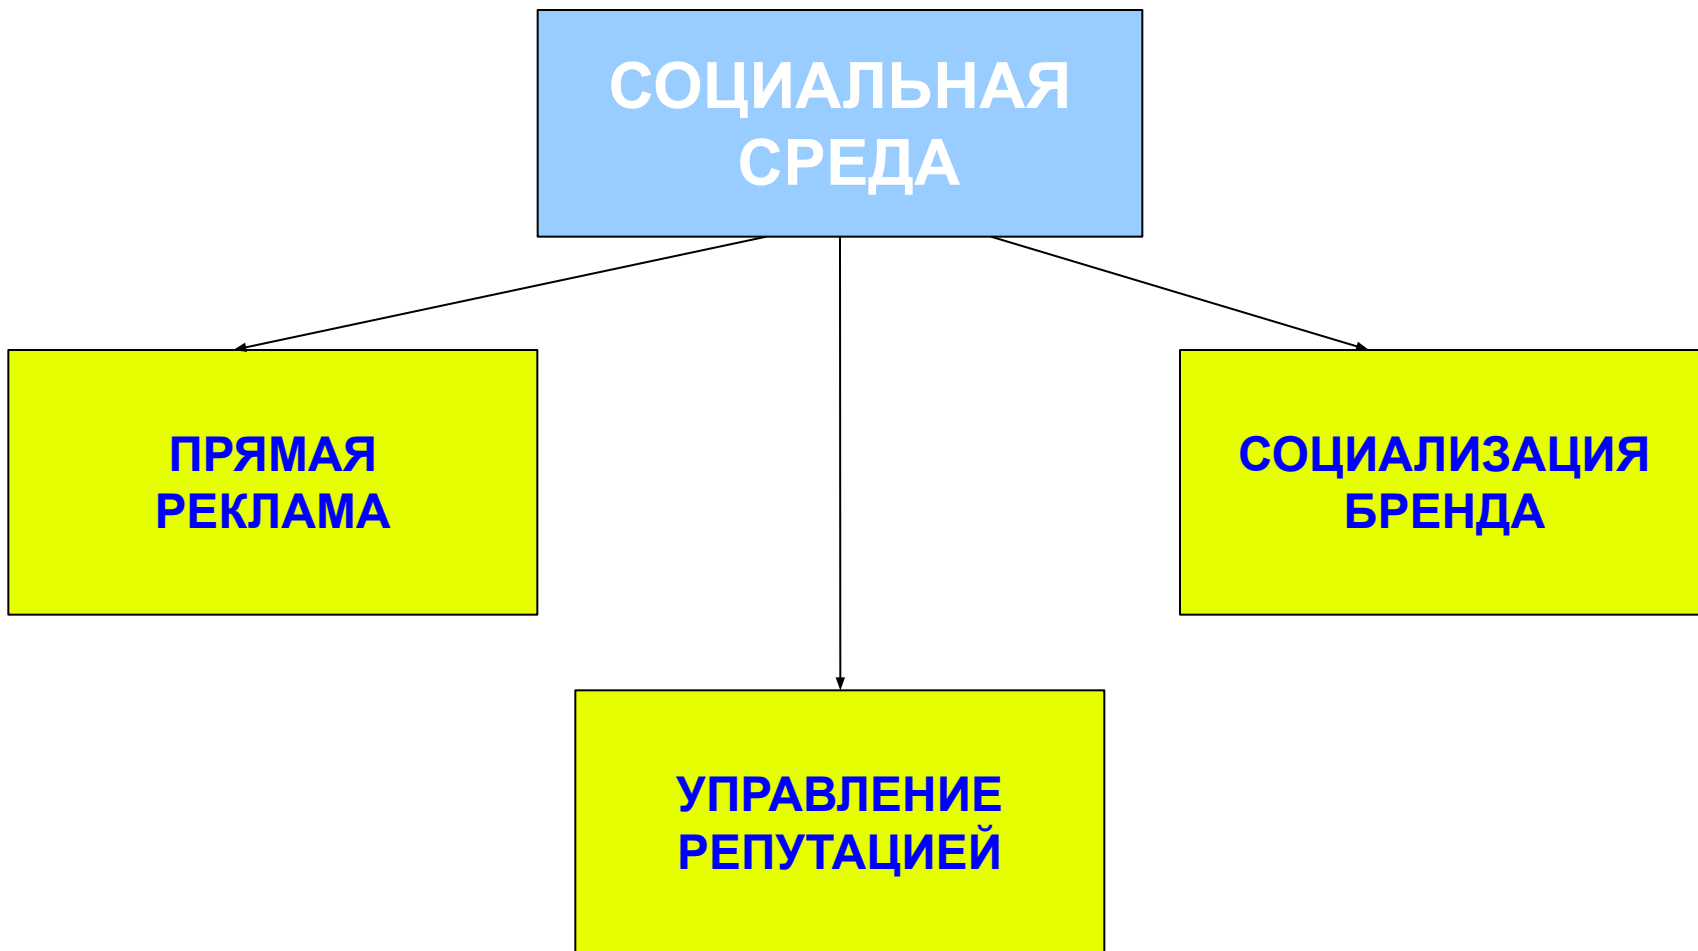 СОЦИАЛЬНАЯ
СРЕДА
ПРЯМАЯ
РЕКЛАМА
СОЦИАЛИЗАЦИЯ
БРЕНДА
УПРАВЛЕНИЕ
РЕПУТАЦИЕЙ